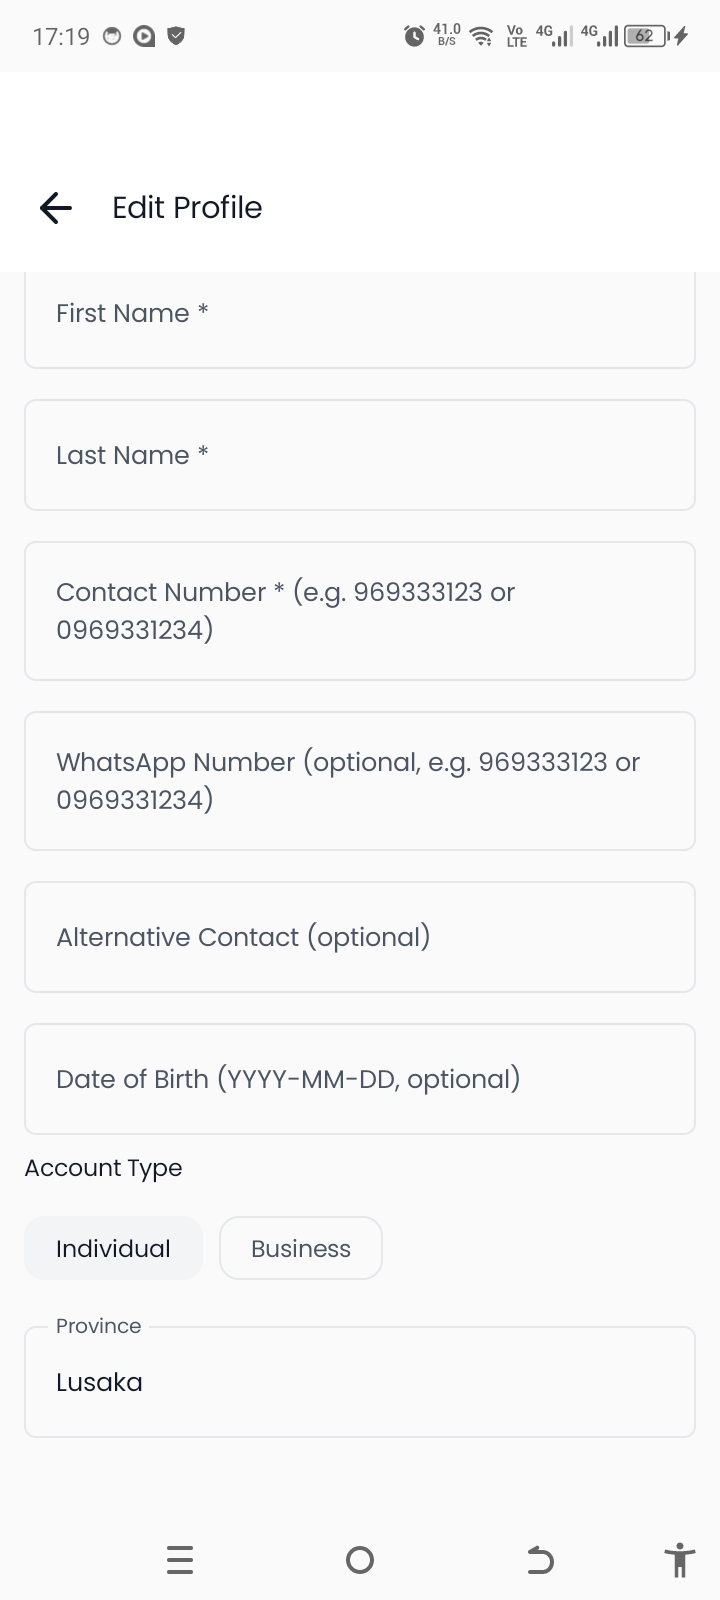 17:19
41.0
B/S
Vo
LTE
4G
4G
62
Edit Profile
First Name *
Last Name *
Contact Number * (e.g. 969333123 or
0969331234)
WhatsApp Number (optional, e.g. 969333123 or
0969331234)
Alternative Contact (optional)
Date of Birth (YYYY-MM-DD, optional)
Account Type
Individual
Business
Province
Lusaka